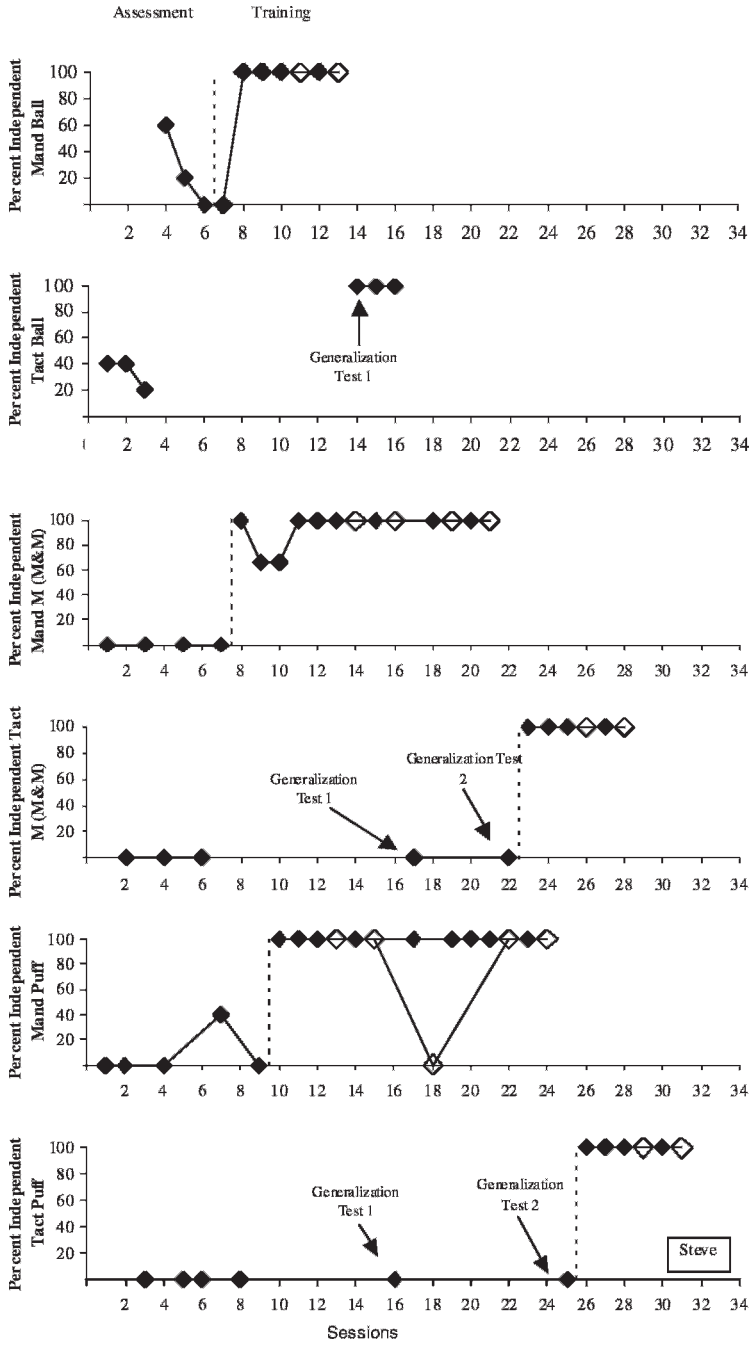 Assessment Training
Percent Independent
Mand Ball
100
80
60
40
20
2 4 6 8 10 12 14 16 18 20 22 24 26 28 30 32 34
Percent Independent
Tact Ball
100
80
60
40
20
Generalization
Test 1
2 4 6 8 10 12 14 16 18 20 22 24 26 28 30 32 34
Percent Independent
Mand M (M&M)
100
80
60
40
20
2 4 6 8 10 12 14 16 18 20 22 24 26 28 30 32 34
Percent Independent Tact
M (M&M)
100
80
60
40
20
Generalization
Test 1
Generalization Test
2
2 4 6 8 10 12 14 16 18 20 22 24 26 28 30 32 34
Percent Independent
Mand Puff
100
80
60
40
20
2 4 6 8 10 12 14 16 18 20 22 24 26 28 30 32 34
Percent Independent
Tact Puff
100
80
60
40
20
Generalization
Test 1
Generalization
Test 2
Steve
2 4 6 8 10 12 14 16 18 20 22 24 26 28 30 32 34
Sessions